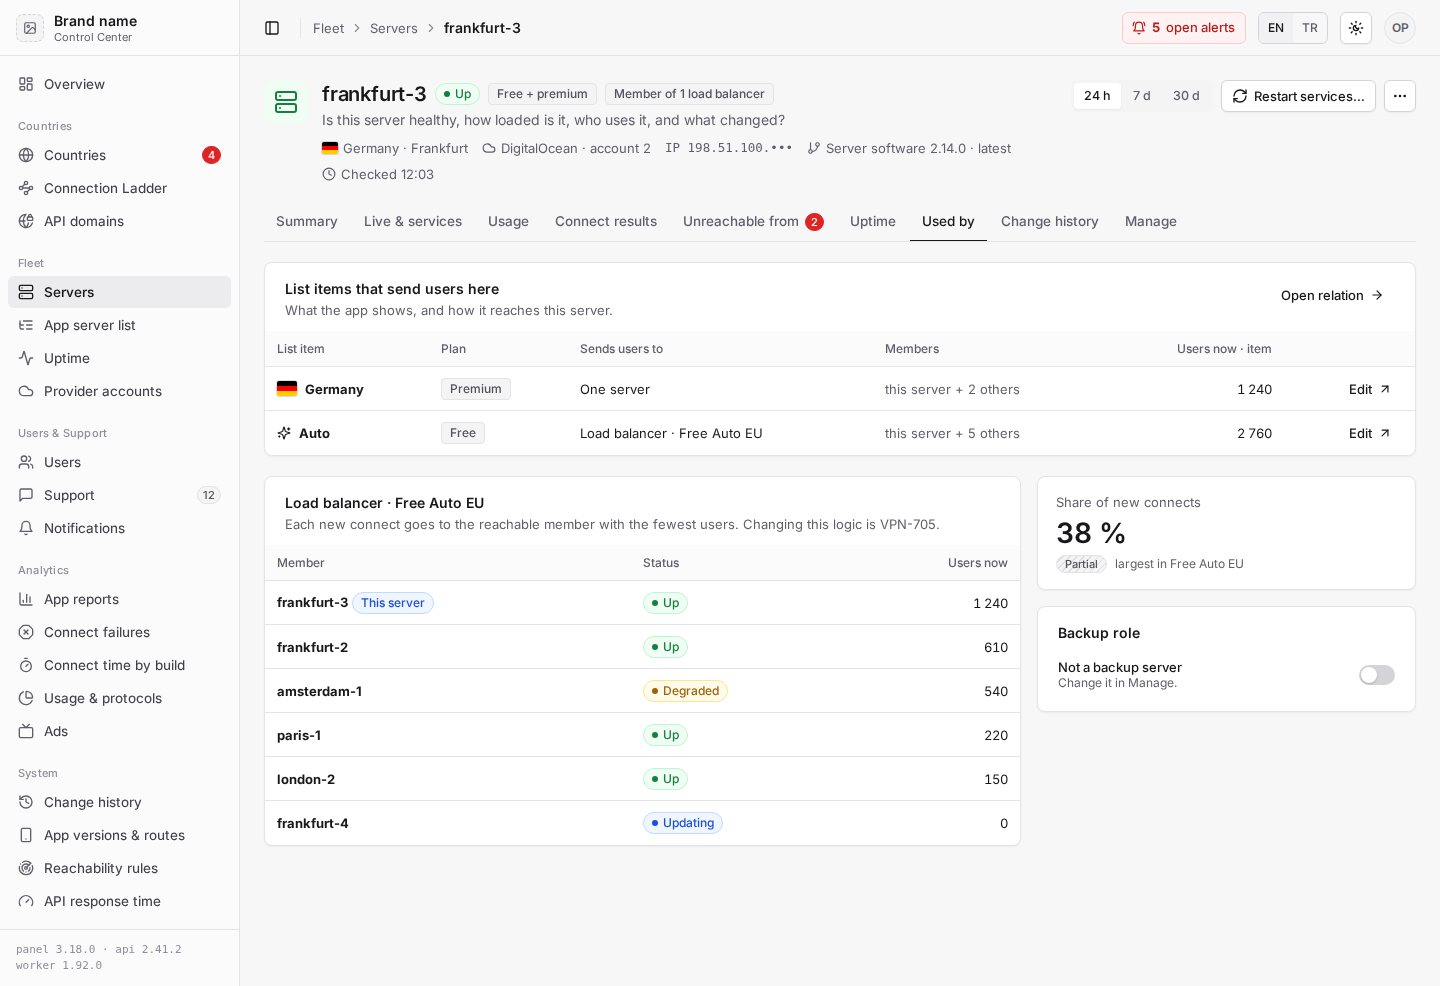 Brand name
Control Center
Overview
Countries
Countries 4
Connection Ladder
API domains
Fleet
Servers
App server list
Uptime
Provider accounts
Users & Support
Users
Support 12
Notifications
Analytics
App reports
Connect failures
Connect time by build
Usage & protocols
Ads
System
Change history
App versions & routes
Reachability rules
API response time
panel 3.18.0 · api 2.41.2
worker 1.92.0
Fleet Servers frankfurt-3
5 open alerts EN TR OP
frankfurt-3 Up Free + premium Member of 1 load balancer
24 h 7 d 30 d Restart services...
Is this server healthy, how loaded is it, who uses it, and what changed?
Germany · Frankfurt DigitalOcean · account 2 IP 198.51.100.••• Server software 2.14.0 · latest
Checked 12:03
Summary Live & services Usage Connect results Unreachable from 2 Uptime Used by Change history Manage
List items that send users here
What the app shows, and how it reaches this server.
Open relation
List item Plan Sends users to Members Users now · item
Germany Premium One server this server + 2 others 1 240 Edit
Auto Free Load balancer · Free Auto EU this server + 5 others 2 760 Edit
Load balancer · Free Auto EU
Each new connect goes to the reachable member with the fewest users. Changing this logic is VPN-705.
Member Status Users now
frankfurt-3 This server Up 1 240
frankfurt-2 Up 610
amsterdam-1 Degraded 540
paris-1 Up 220
london-2 Up 150
frankfurt-4 Updating 0
Share of new connects
38 %
Partial largest in Free Auto EU
Backup role
Not a backup server
Change it in Manage.